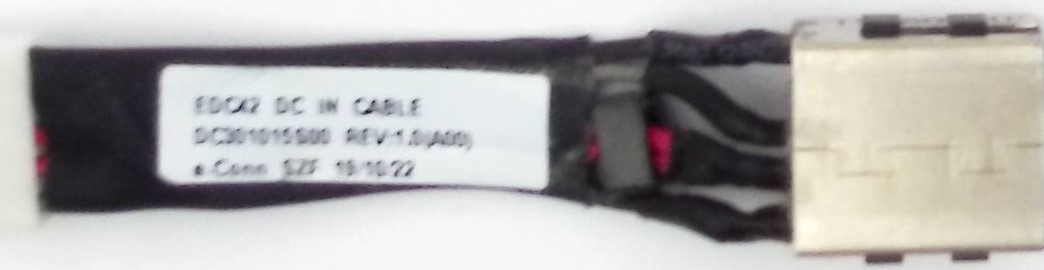 EDC42 DC IN CABLE
DC301015S00 REV:1.0(A00)
e-Conn SZF 19/10/22